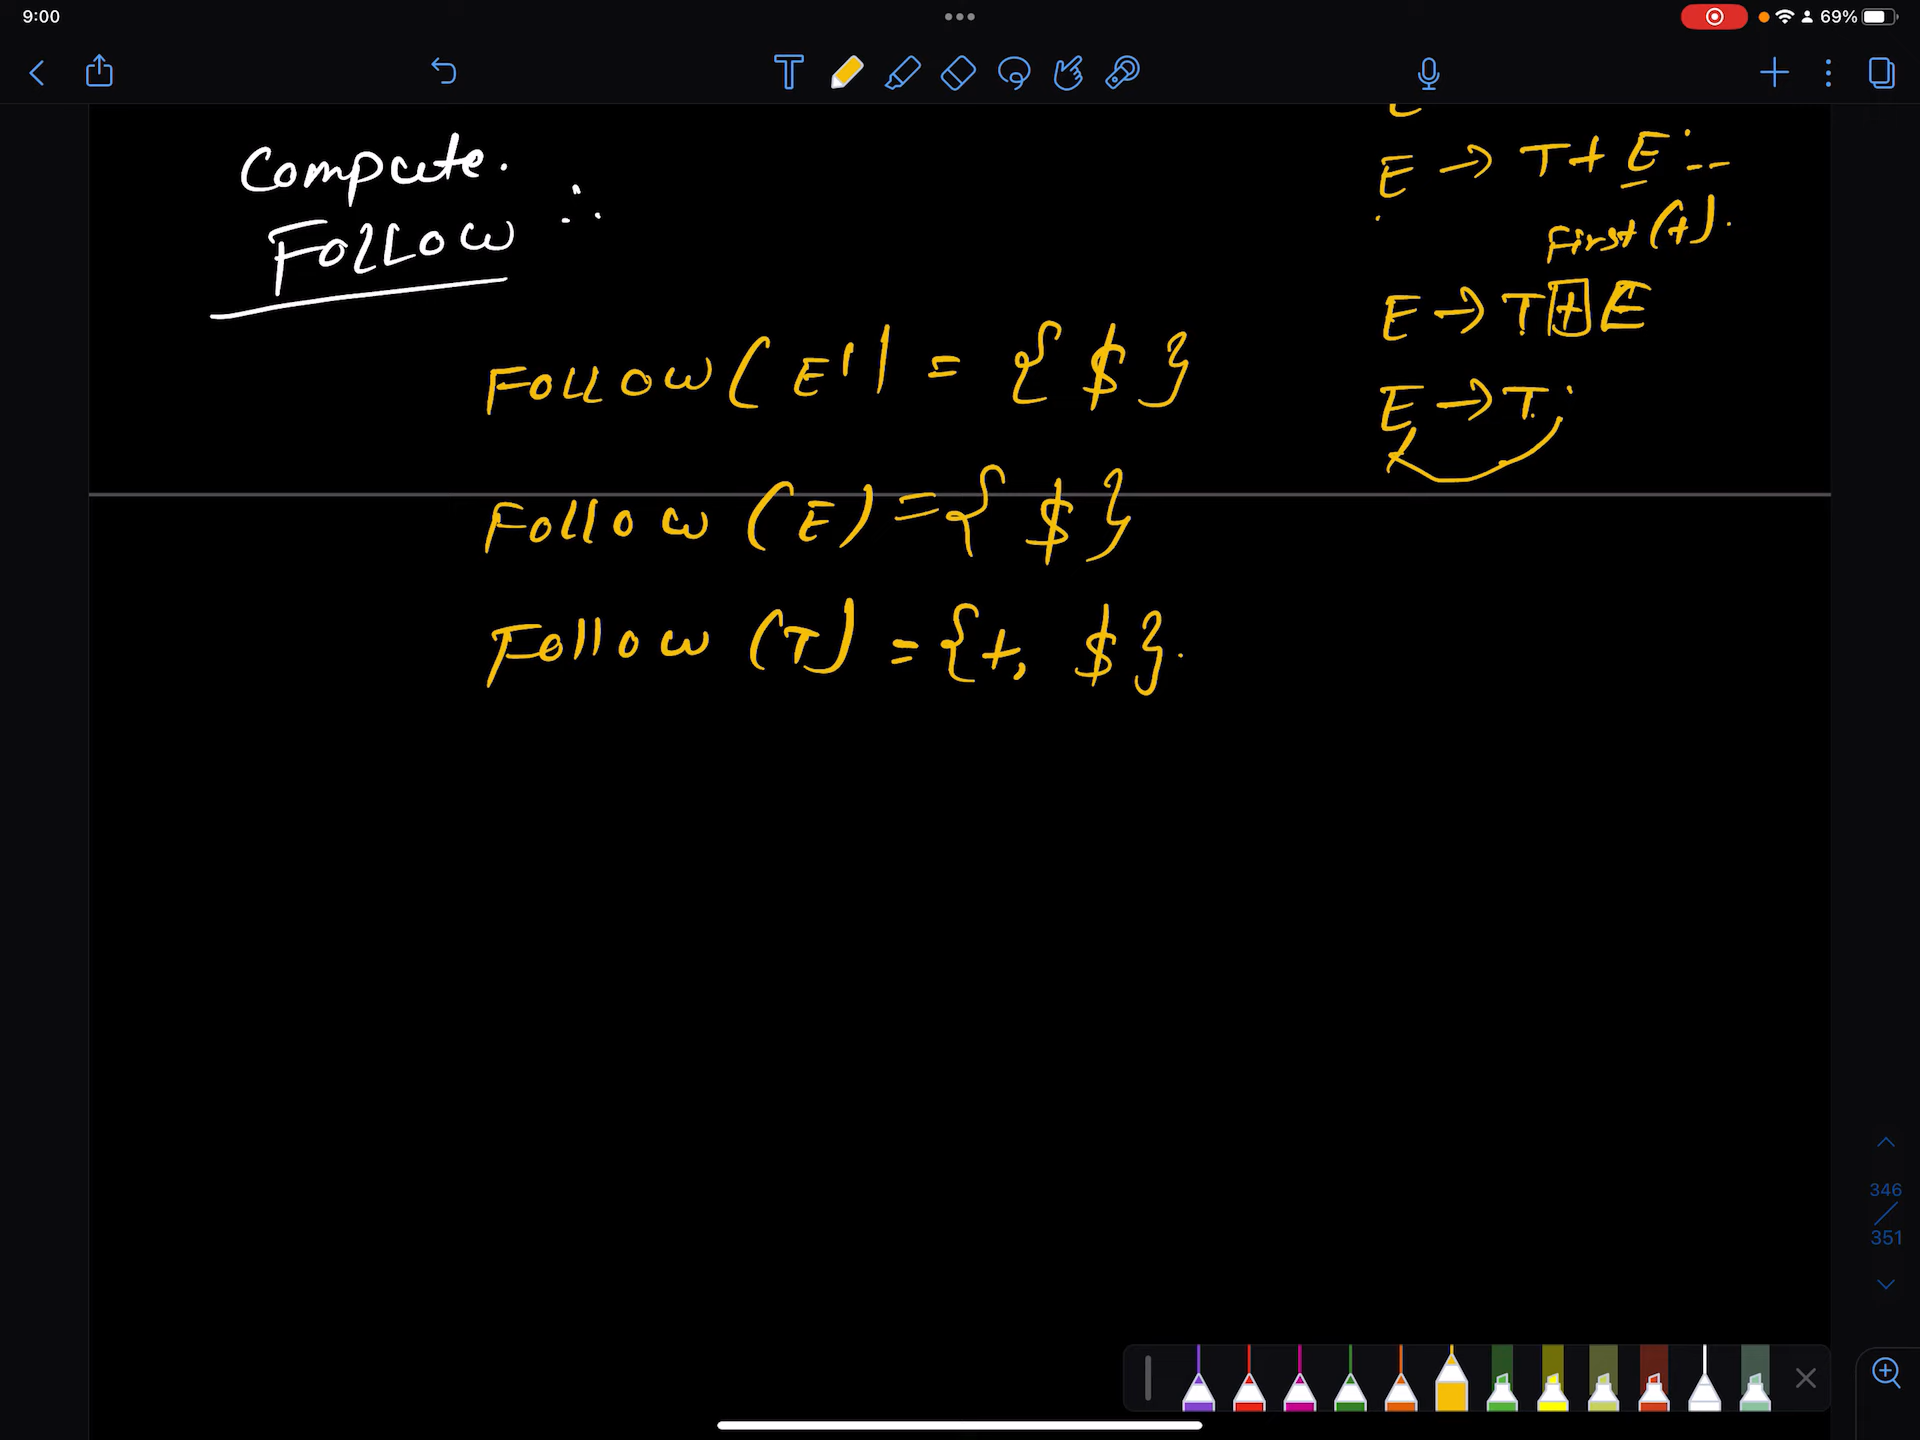 9:00
69%
Compute.
FOLLOW :
E → T + E
First (+).
E → T + E
FOLLOW ( E' ) = { $ }
E → T
Follow (E) = { $ }
Follow (T) = { +, $ }.
346
351